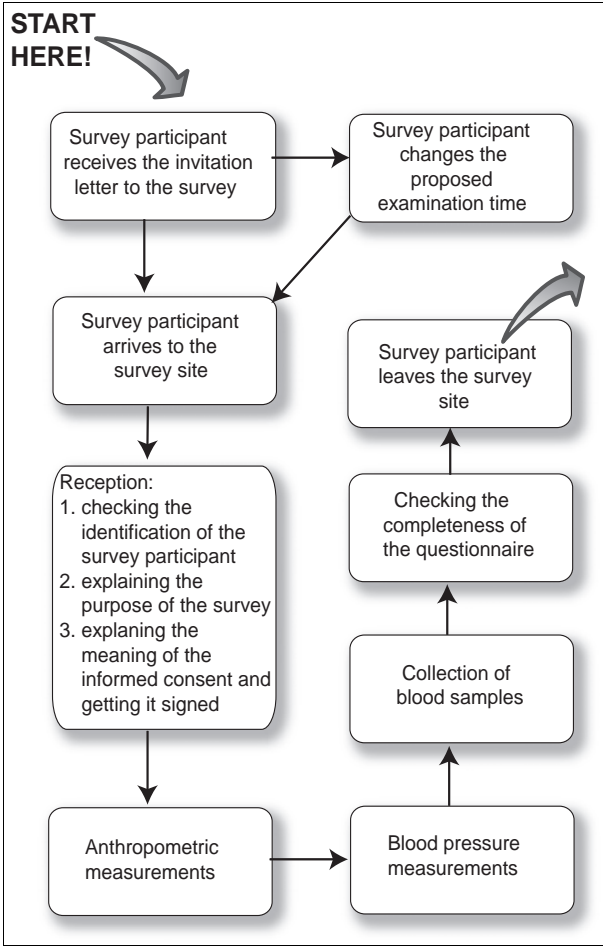 START
HERE!
Survey participant
receives the invitation
letter to the survey
Survey participant
changes the
proposed
examination time
Survey participant
arrives to the
survey site
Reception:
1. checking the
identification of the
survey participant
2. explaining the
purpose of the survey
3. explaning the
meaning of the
informed consent and
getting it signed
Anthropometric
measurements
Blood pressure
measurements
Collection of
blood samples
Checking the
completeness of
the questionnaire
Survey participant
leaves the survey
site